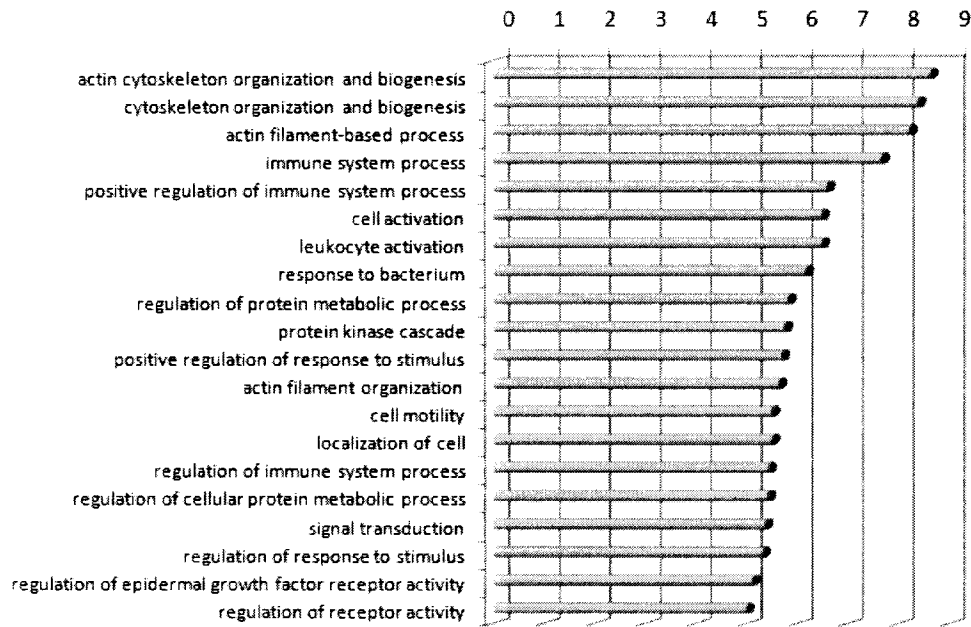 0 1 2 3 4 5 6 7 8 9
actin cytoskeleton organization and biogenesis
cytoskeleton organization and biogenesis
actin filament-based process
immune system process
positive regulation of immune system process
cell activation
leukocyte activation
response to bacterium
regulation of protein metabolic process
protein kinase cascade
positive regulation of response to stimulus
actin filament organization
cell motility
localization of cell
regulation of immune system process
regulation of cellular protein metabolic process
signal transduction
regulation of response to stimulus
regulation of epidermal growth factor receptor activity
regulation of receptor activity